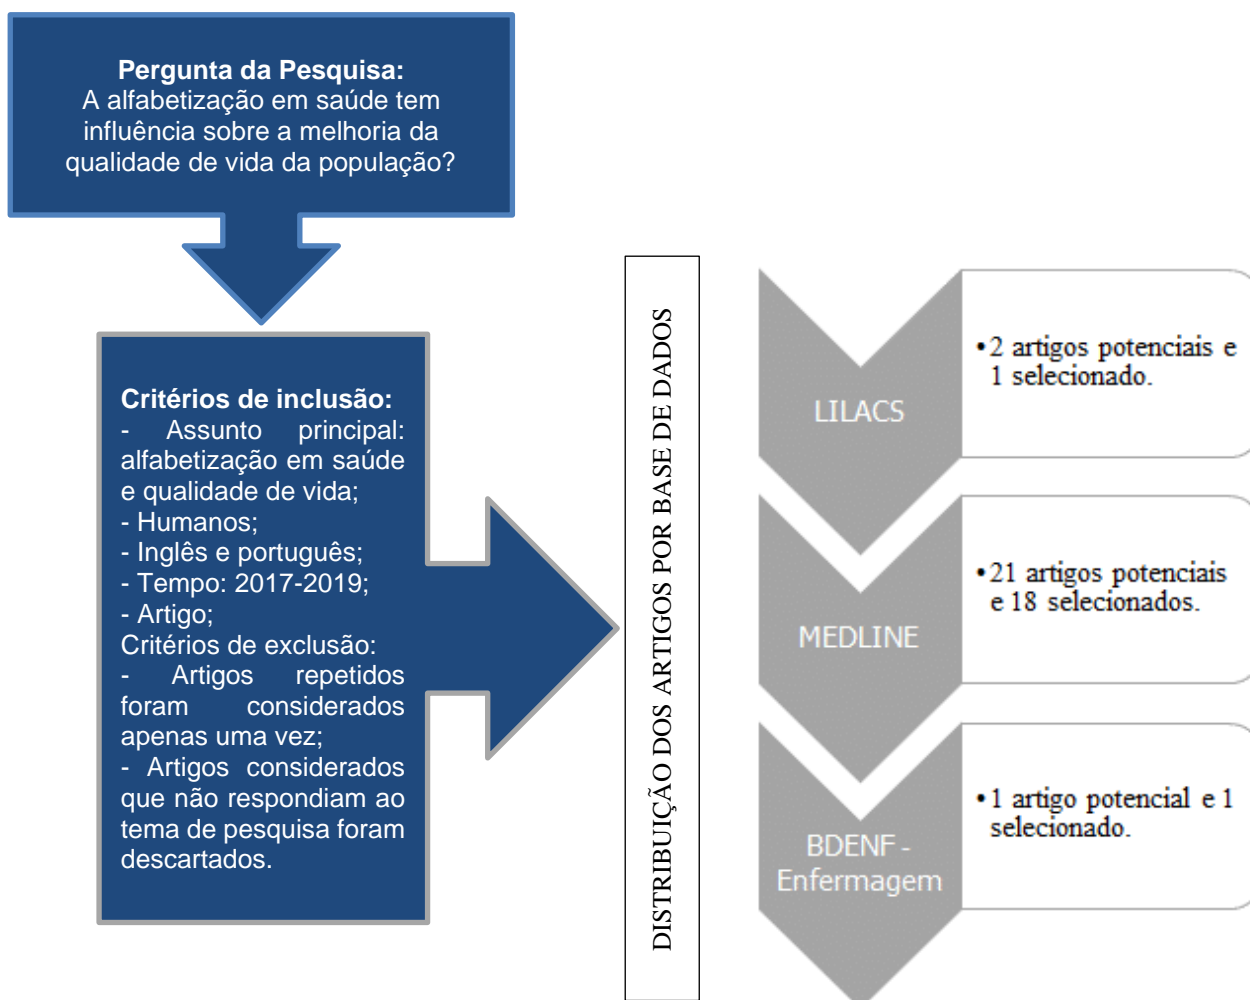 Pergunta da Pesquisa:
A alfabetização em saúde tem
influência sobre a melhoria da
qualidade de vida da população?
Critérios de inclusão:
- Assunto principal:
alfabetização em saúde
e qualidade de vida;
- Humanos;
- Inglês e português;
- Tempo: 2017-2019;
- Artigo;
Critérios de exclusão:
- Artigos repetidos
foram considerados
apenas uma vez;
- Artigos considerados
que não respondiam ao
tema de pesquisa foram
descartados.
DISTRIBUIÇÃO DOS ARTIGOS POR BASE DE DADOS
LILACS
•2 artigos potenciais e
1 selecionado.
MEDLINE
•21 artigos potenciais
e 18 selecionados.
BDENF -
Enfermagem
•1 artigo potencial e 1
selecionado.